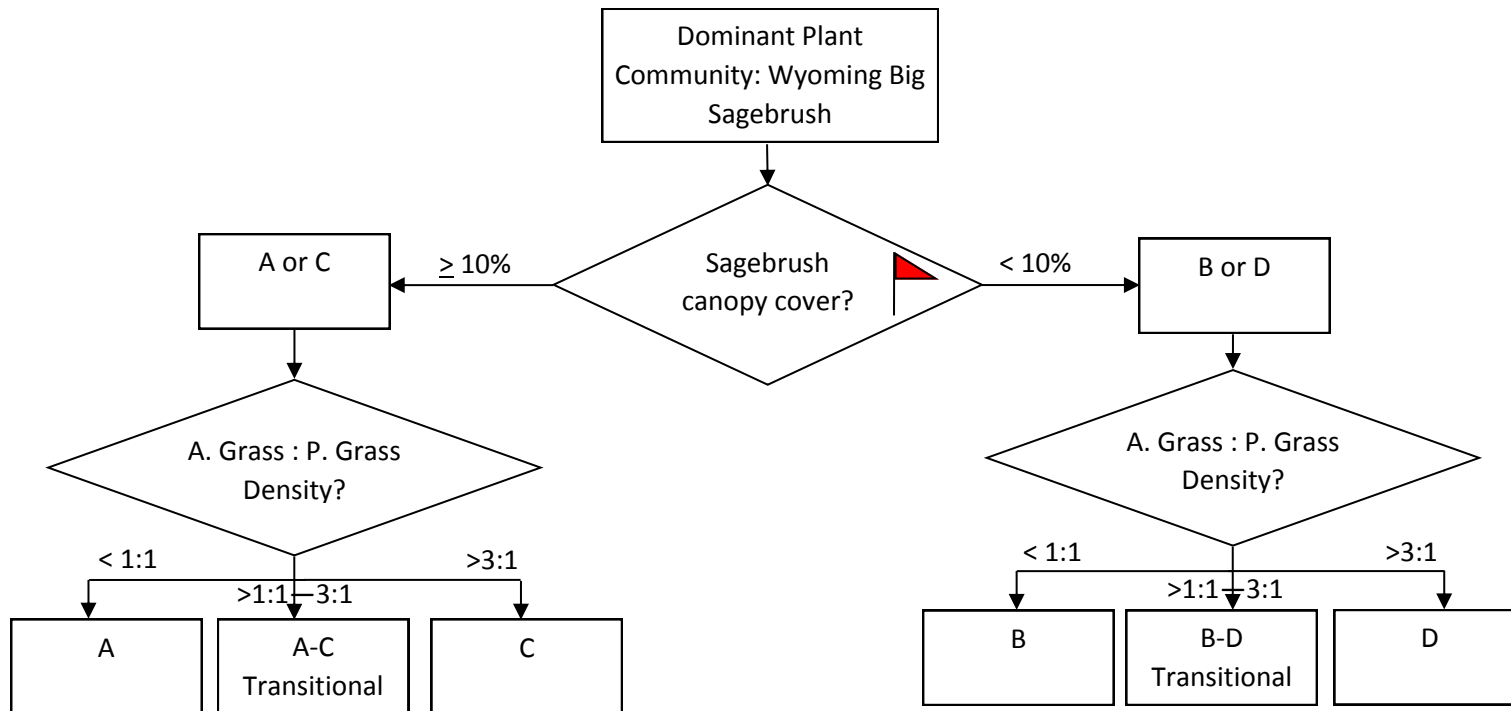 Dominant Plant
Community: Wyoming Big
Sagebrush
A or C
≥ 10%
Sagebrush
canopy cover?
< 10%
B or D
A. Grass : P. Grass
Density?
A. Grass : P. Grass
Density?
< 1:1
>1:1—3:1
>3:1
< 1:1
>1:1—3:1
>3:1
A
A-C
Transitional
C
B
B-D
Transitional
D